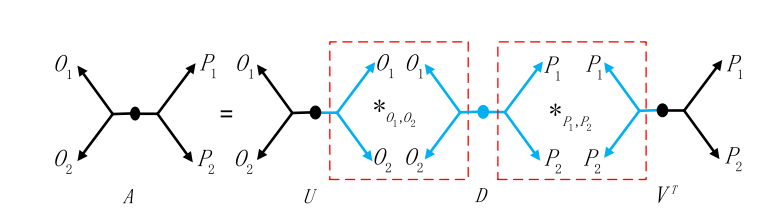 O₁ P₁ = O₁ O₁ O₁ P₁ P₁ P₁
*O₁,O₂ *P₁,P₂
O₂ P₂ O₂ O₂ O₂ P₂ P₂ P₂
A U D Vᵀ